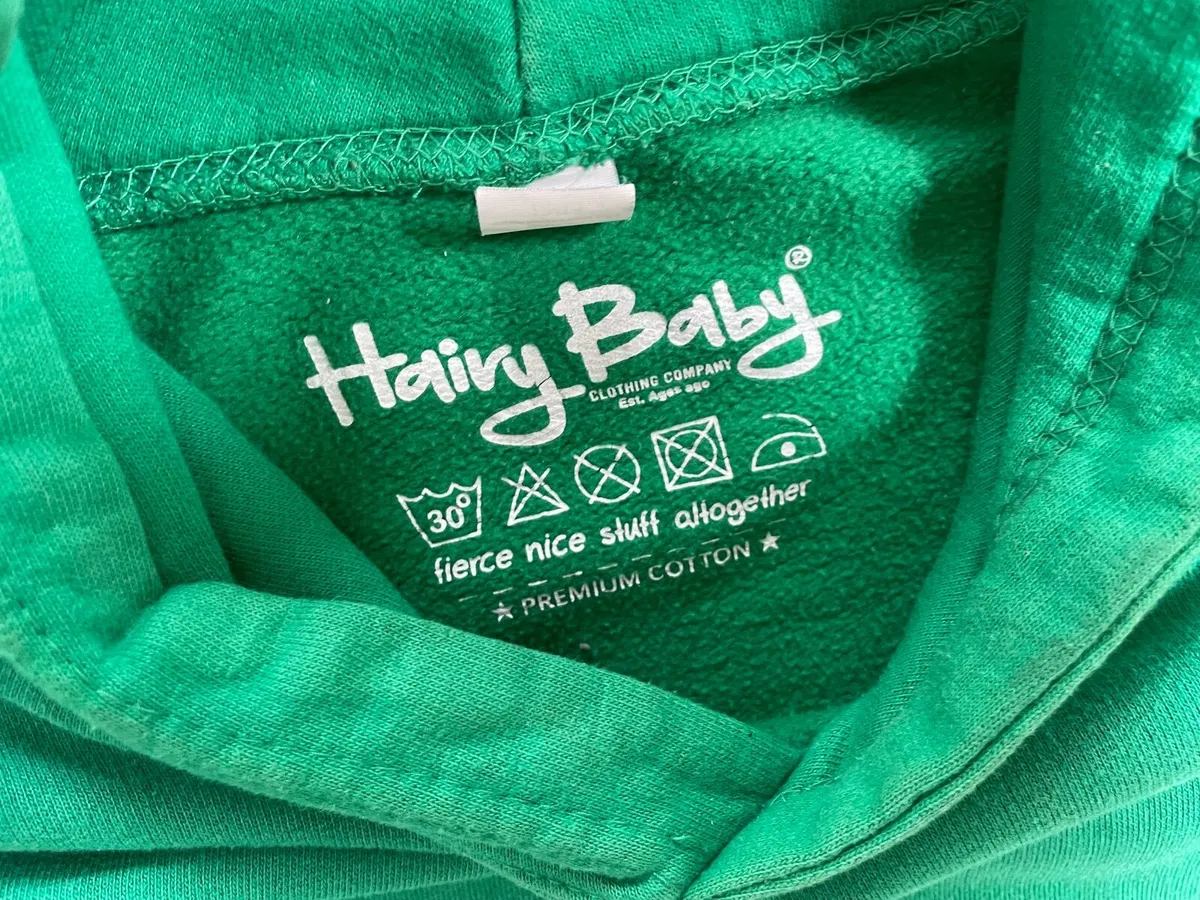 Hairy Baby®
CLOTHING COMPANY
Est. Ages ago
30°
fierce nice stuff altogether
★ PREMIUM COTTON ★